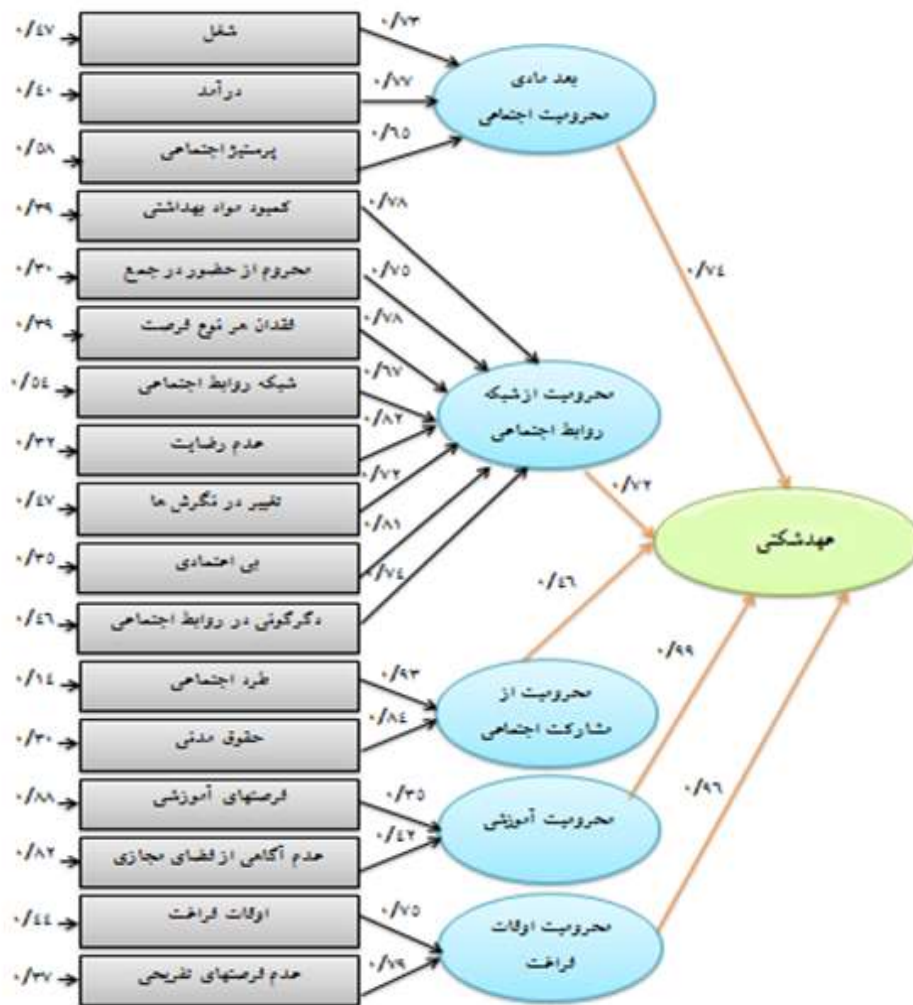 ۰/۴۷
شغل
۰/۷۳
۰/۴۰
درآمد
۰/۷۷
بعد مادی
محرومیت اجتماعی
۰/۵۸
پرستیژ اجتماعی
۰/۶۵
۰/۳۹
کمبود مواد بهداشتی
۰/۷۸
۰/۳۰
محروم از حضور در جمع
۰/۷۵
۰/۷۴
۰/۳۹
فقدان هر نوع فرصت
۰/۷۸
۰/۵۴
شبکه روابط اجتماعی
۰/۶۷
محرومیت از شبکه
روابط اجتماعی
۰/۳۲
عدم رضایت
۰/۸۲
۰/۴۷
تغییر در نگرش ها
۰/۷۲
۰/۷۲
۰/۳۵
بی اعتمادی
۰/۸۱
عهدشکنی
۰/۴۶
دگرگونی در روابط اجتماعی
۰/۷۴
۰/۴۶
۰/۱۴
طرد اجتماعی
۰/۹۳
محرومیت از
مشارکت اجتماعی
۰/۹۹
۰/۳۰
حقوق مدنی
۰/۸۴
۰/۸۸
فرصتهای آموزشی
۰/۳۵
محرومیت آموزشی
۰/۹۶
۰/۸۲
عدم آگاهی از فضای مجازی
۰/۴۲
۰/۴۴
اوقات فراغت
۰/۷۵
محرومیت اوقات
فراغت
۰/۳۷
عدم فرصتهای تفریحی
۰/۷۹